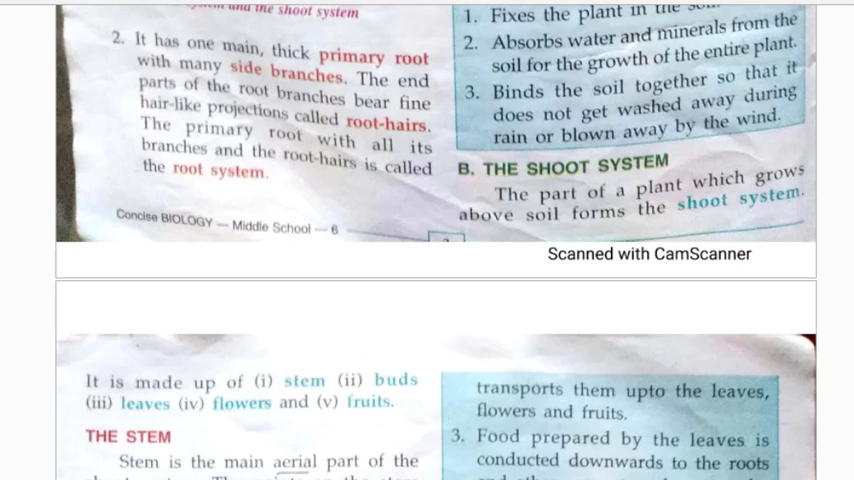 and the shoot system
2. It has one main, thick primary root
with many side branches. The end
parts of the root branches bear fine
hair-like projections called root-hairs.
The primary root with all its
branches and the root-hairs is called
the root system.
Concise BIOLOGY — Middle School — 6
1. Fixes the plant in the
2. Absorbs water and minerals from the
soil for the growth of the entire plant.
3. Binds the soil together so that it
does not get washed away during
rain or blown away by the wind.
B. THE SHOOT SYSTEM
The part of a plant which grows
above soil forms the shoot system.
Scanned with CamScanner
It is made up of (i) stem (ii) buds
(iii) leaves (iv) flowers and (v) fruits.
THE STEM
Stem is the main aerial part of the
transports them upto the leaves,
flowers and fruits.
3. Food prepared by the leaves is
conducted downwards to the roots